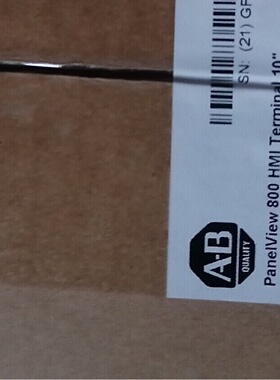 SN: (21) GF
A-B
QUALITY
PanelView 800 HMI Terminal 10"